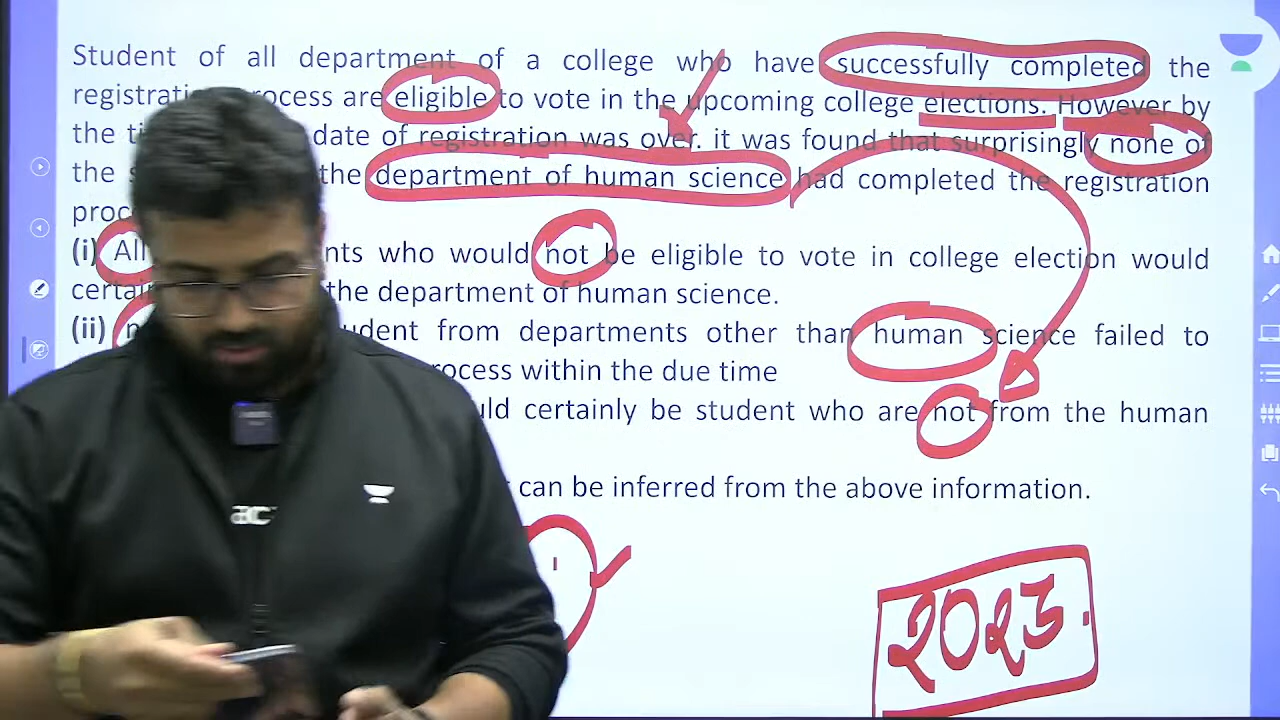 Student of all department of a college who have successfully completed the
registrati ocess are eligible to vote in the upcoming college elections. However by
the ti date of registration was over. it was found that surprisingly none of
the s the department of human science had completed the registration
proc
(i) All nts who would not be eligible to vote in college election would
certain the department of human science.
(ii) n udent from departments other than human science failed to
rocess within the due time
uld certainly be student who are not from the human
can be inferred from the above information.
ac